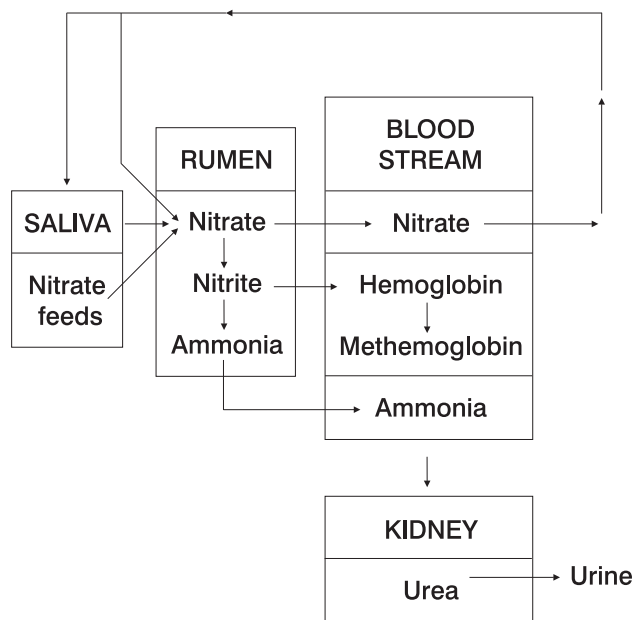 BLOOD
STREAM
RUMEN
SALIVA
Nitrate
Nitrate
Nitrate
feeds
Nitrite
Hemoglobin
Ammonia
Methemoglobin
Ammonia
KIDNEY
Urea
Urine